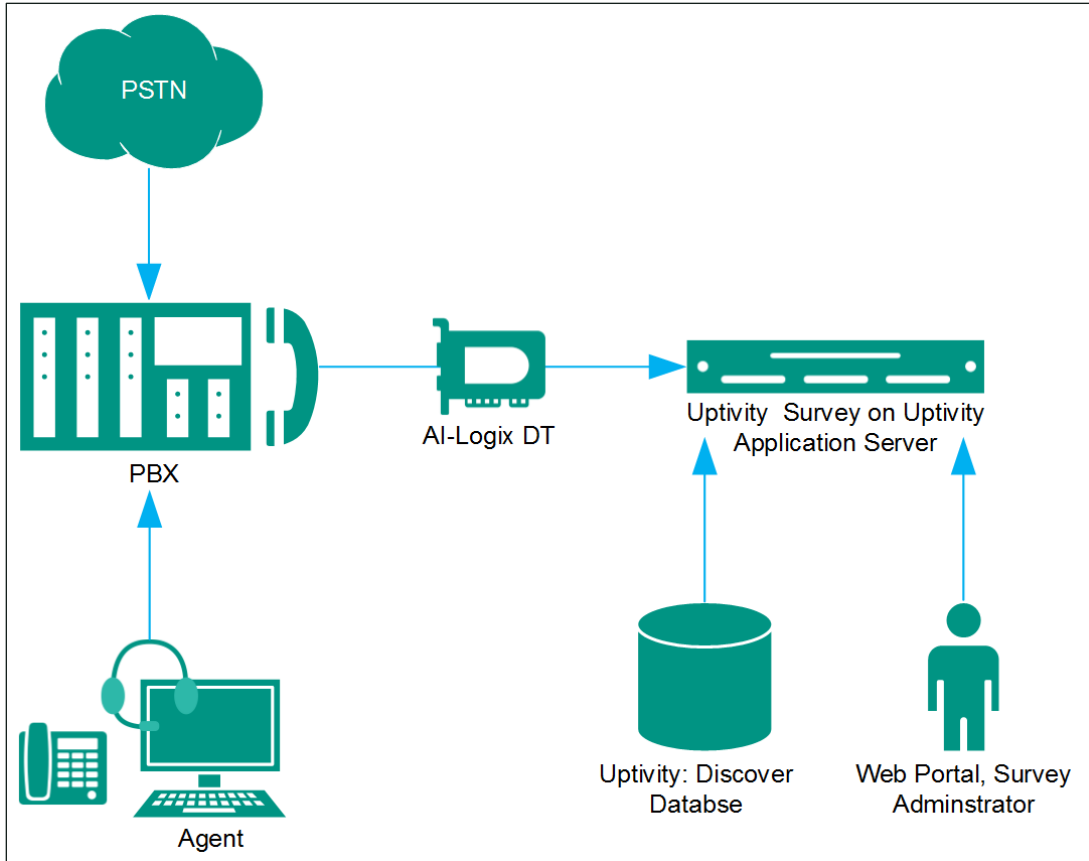 PSTN
PBX
AI-Logix DT
Uptivity Survey on Uptivity
Application Server
Agent
Uptivity: Discover
Databse
Web Portal, Survey
Adminstrator